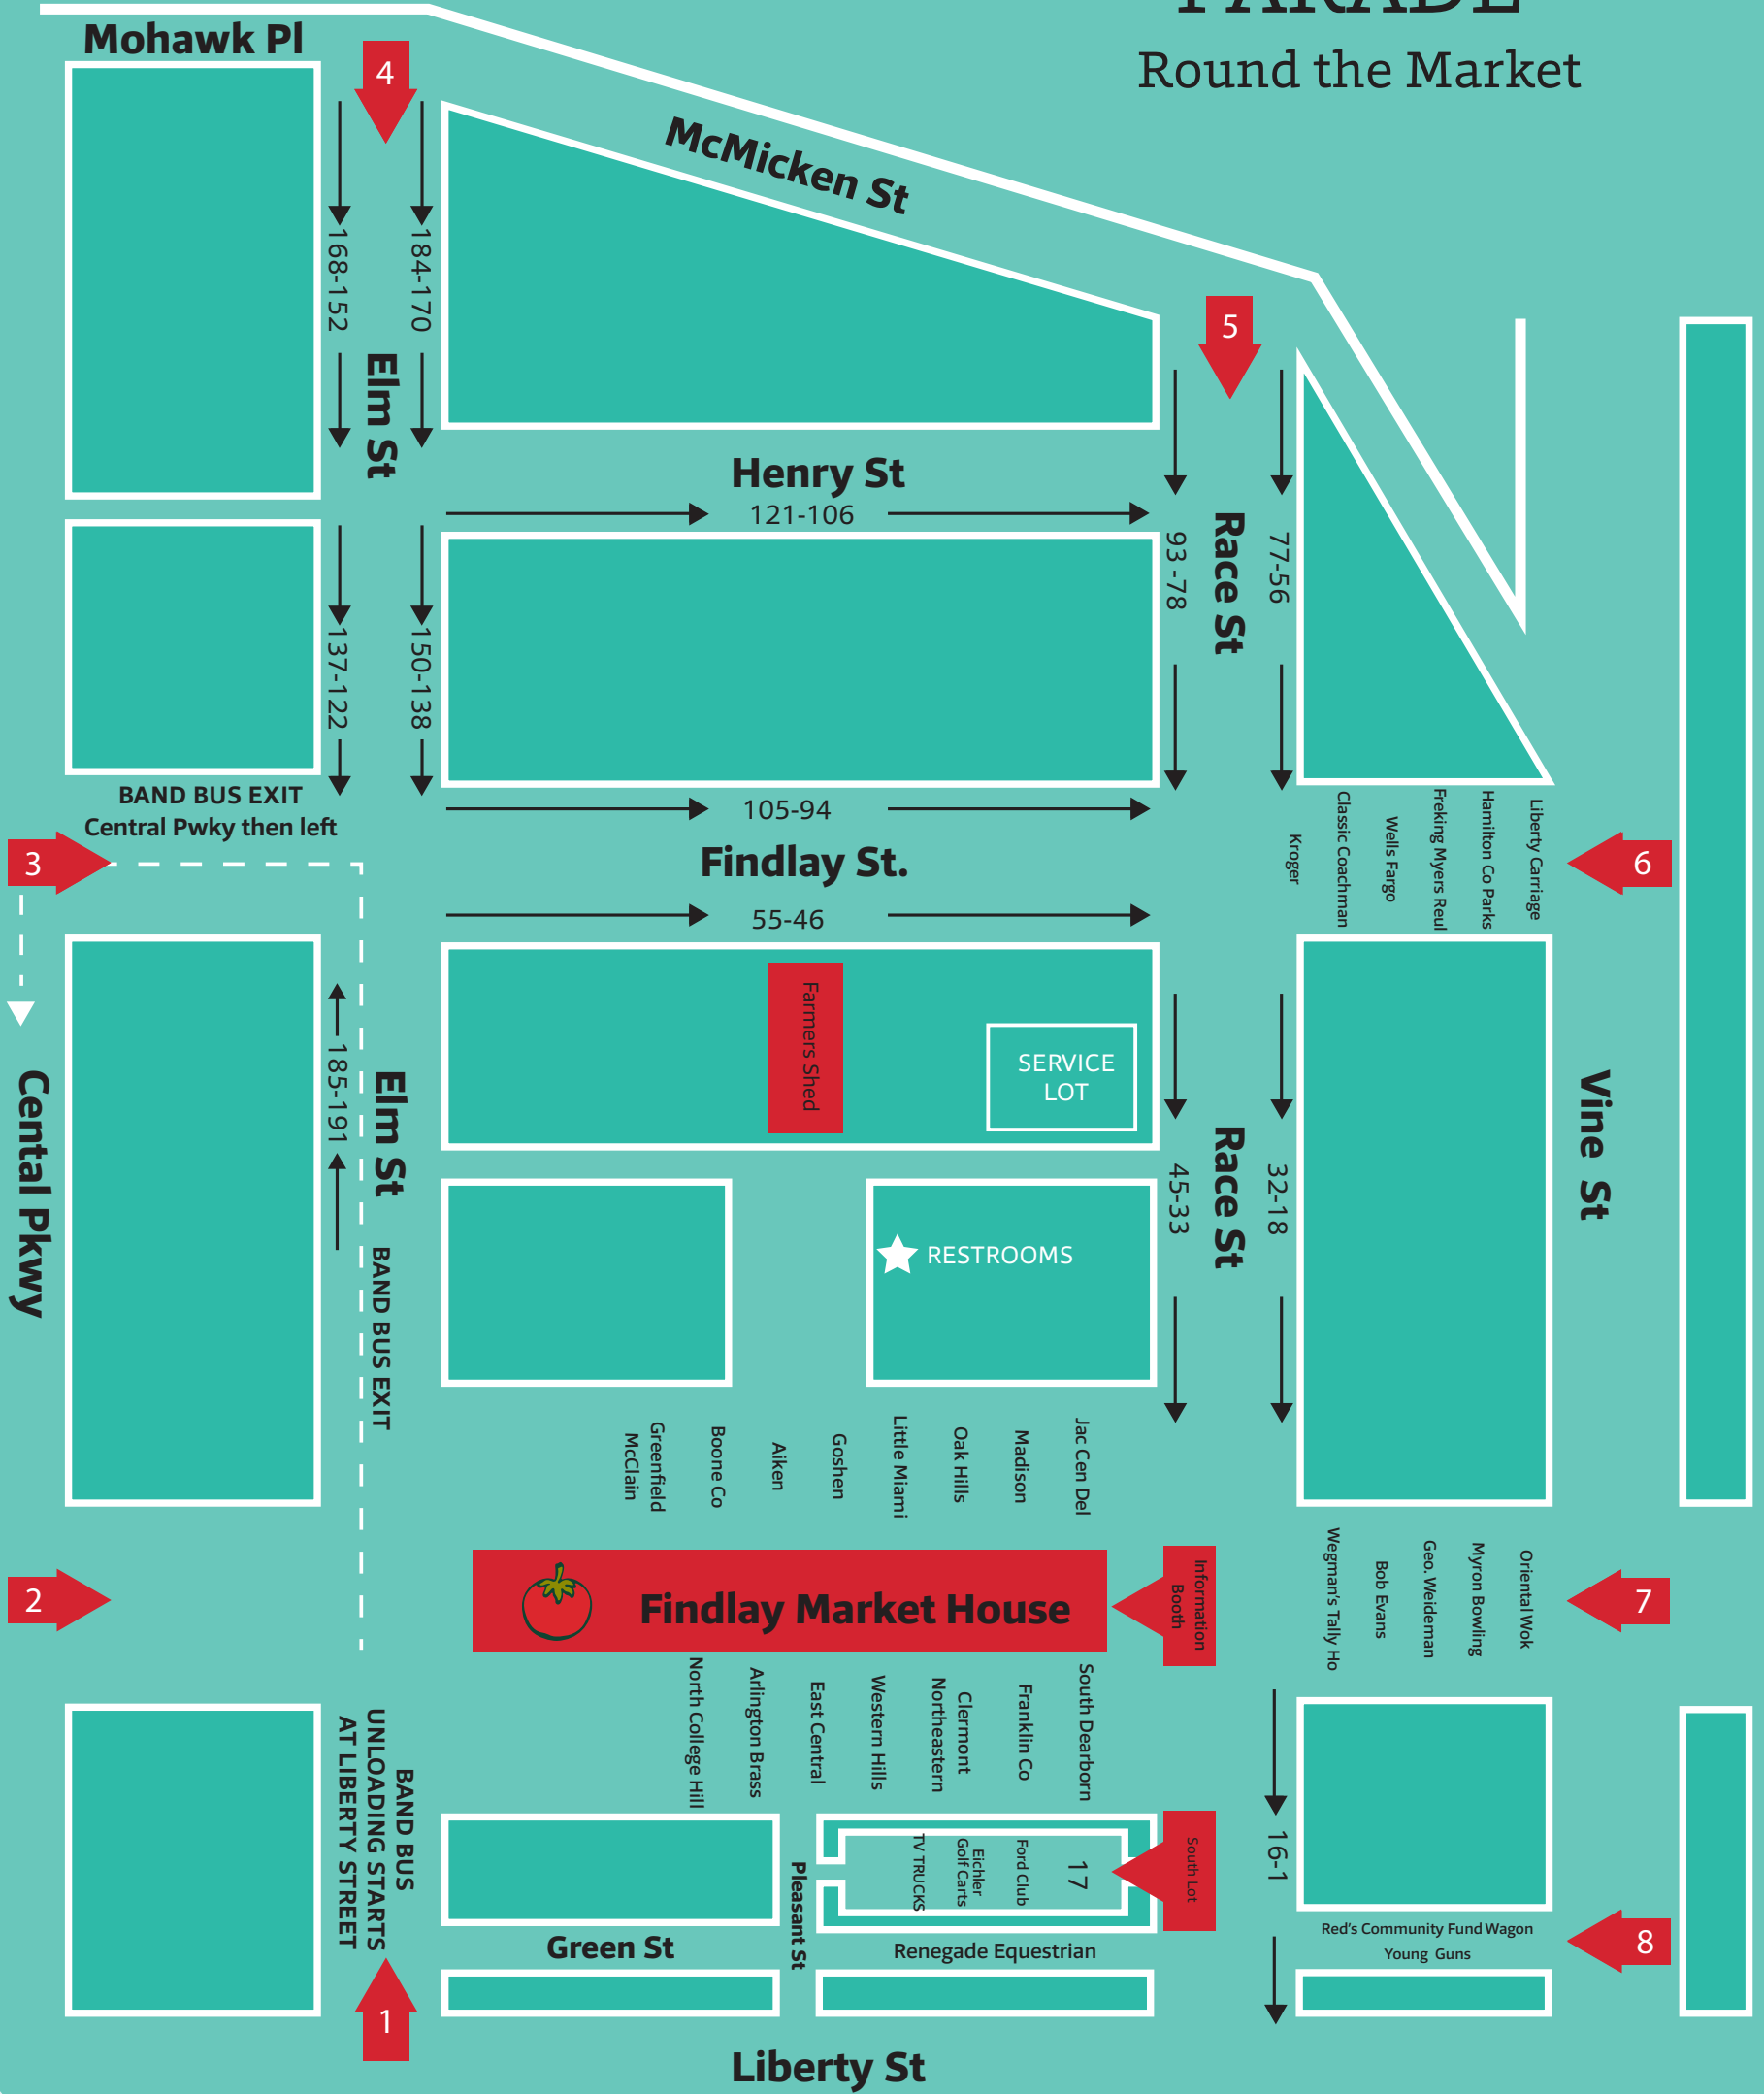 PARADE
Round the Market
Mohawk Pl
4
McMicken St
168-152
184-170
Elm St
5
Henry St
121-106
93 -78
Race St
77-56
137-122
150-138
BAND BUS EXIT
Central Pwky then left
105-94
3
Findlay St.
Kroger
Classic Coachman
Wells Fargo
Freking Myers Reul
Hamilton Co Parks
Liberty Carriage
6
55-46
Farmers Shed
SERVICE
LOT
Cental Pkwy
185-191
Elm St
BAND BUS EXIT
45-33
Race St
32-18
Vine St
RESTROOMS
Greenfield
McClain
Boone Co
Aiken
Goshen
Little Miami
Oak Hills
Madison
Jac Cen Del
2
Findlay Market House
Information
Booth
Wegman's Tally Ho
Bob Evans
Geo. Weideman
Myron Bowling
Oriental Wok
7
North College Hill
Arlington Brass
East Central
Western Hills
Clermont
Northeastern
Franklin Co
South Dearborn
BAND BUS
UNLOADING STARTS
AT LIBERTY STREET
Pleasant St
TV TRUCKS
Eichler
Golf Carts
Ford Club
17
South Lot
16-1
Green St
Renegade Equestrian
Red's Community Fund Wagon
Young Guns
8
1
Liberty St